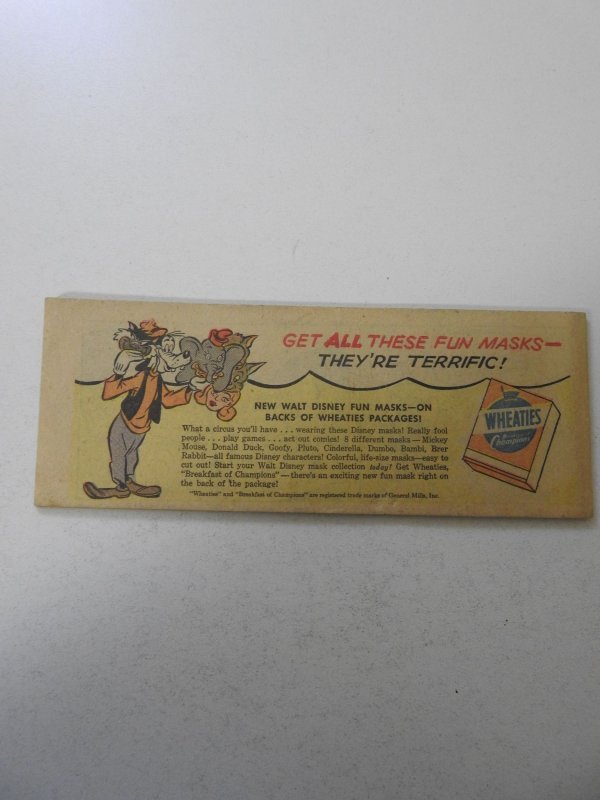 GET ALL THESE FUN MASKS—
THEY'RE TERRIFIC!
NEW WALT DISNEY FUN MASKS—ON
BACKS OF WHEATIES PACKAGES!
What a circus you'll have . . . wearing these Disney masks! Really fool
people . . . play games . . . act out comics! 8 different masks—Mickey
Mouse, Donald Duck, Goofy, Pluto, Cinderella, Dumbo, Bambi, Brer
Rabbit—all famous Disney characters! Colorful, life-size masks—easy to
cut out! Start your Walt Disney mask collection today! Get Wheaties,
"Breakfast of Champions"—there's an exciting new fun mask right on
the back of the package!
"Wheaties" and "Breakfast of Champions" are registered trade marks of General Mills, Inc.
WHEATIES
Champions